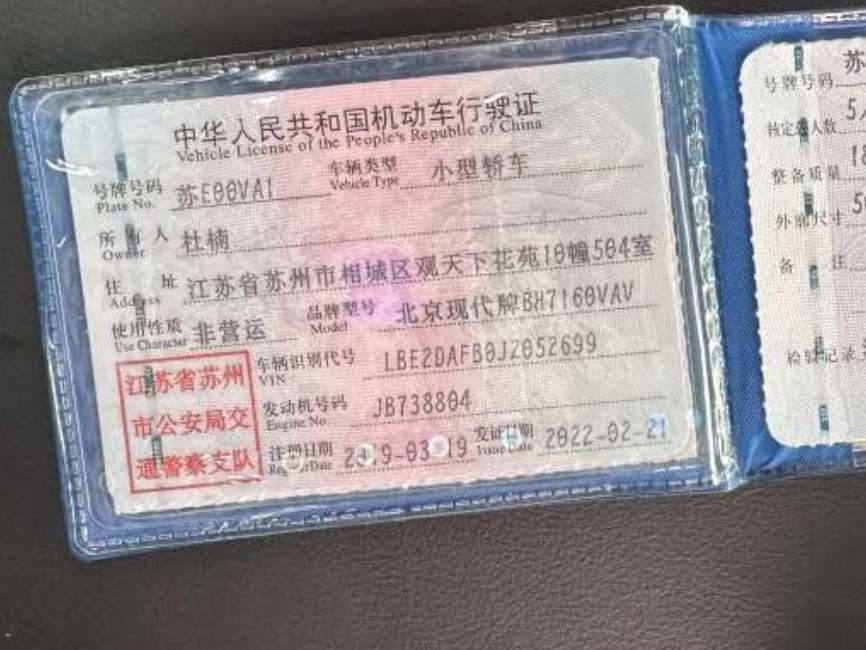 中华人民共和国机动车行驶证
Vehicle License of the People's Republic of China
号牌号码 苏E00VA1 车辆类型 小型轿车
Plate No. Vehicle Type
所有人 杜楠
Owner
住址 江苏省苏州市相城区观天下花苑10幢504室
Address
使用性质 非营运 品牌型号 北京现代牌BH7160VAV
Use Character Model
车辆识别代号 LBE2DAFB0JZ052699
VIN
发动机号码 JB738804
Engine No.
注册日期 2019-03-19 发证日期 2022-02-21
Register Date Issue Date
江苏省苏州
市公安局交
通警察支队
号牌号码 苏
核定载人数 5
整备质量 18
外廓尺寸 50
备注
检验记录